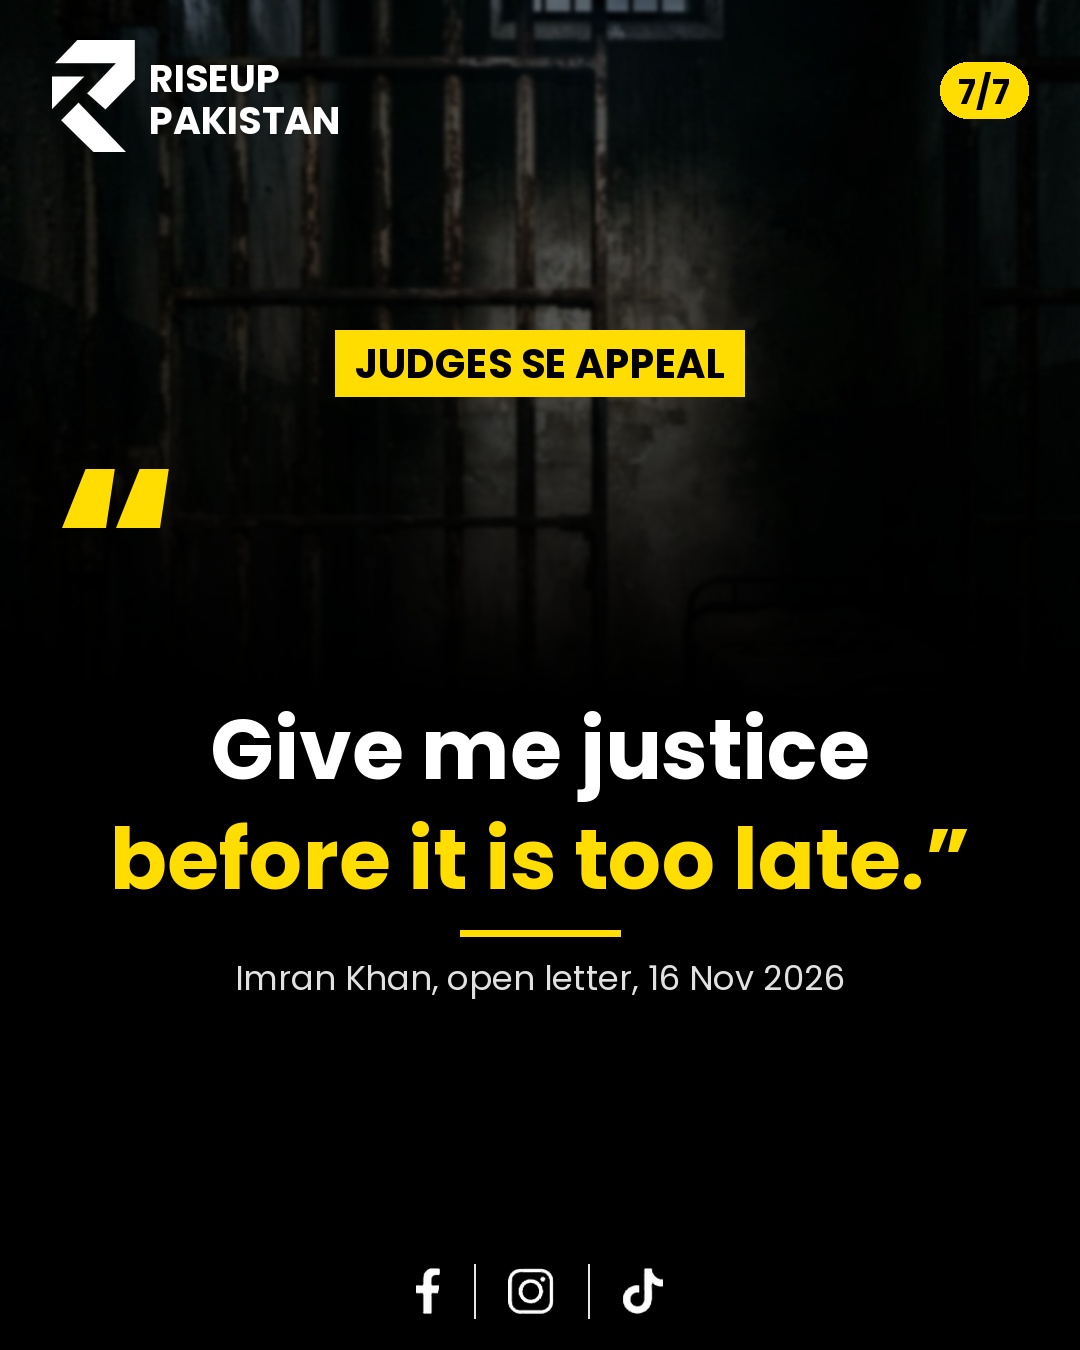 RISEUP
PAKISTAN
7/7
JUDGES SE APPEAL
“
Give me justice
before it is too late.”
Imran Khan, open letter, 16 Nov 2026